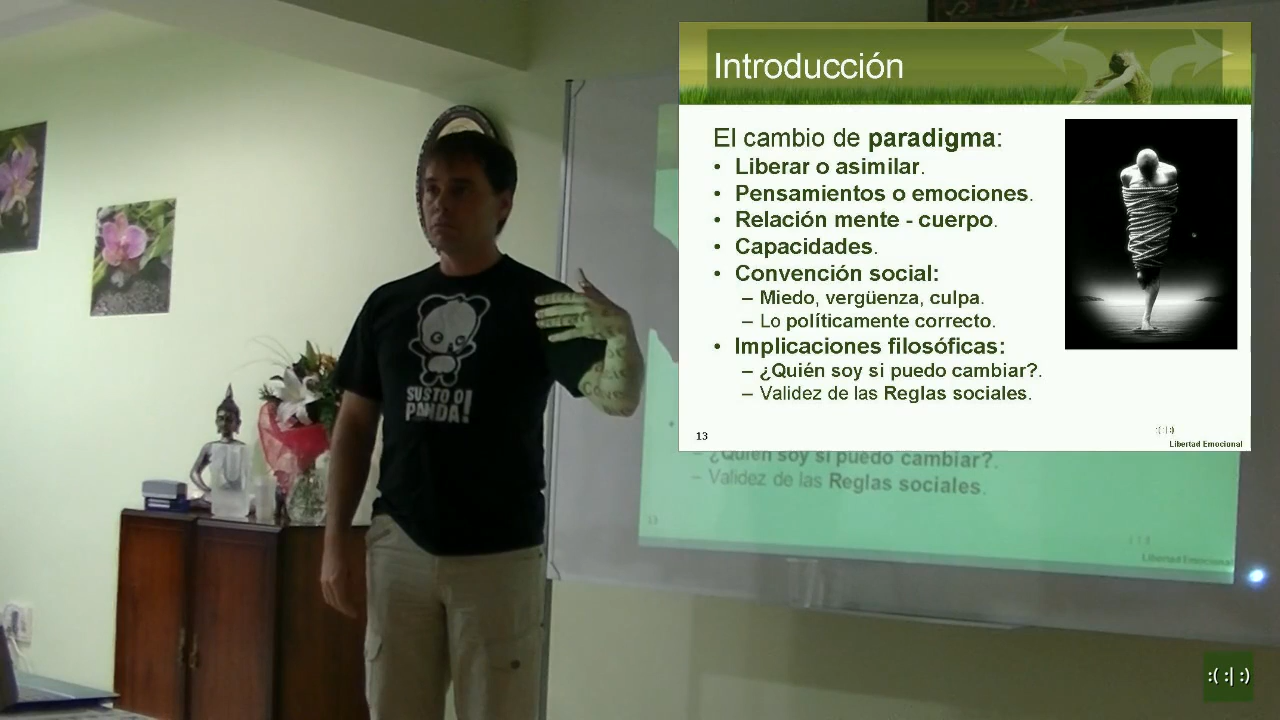 Introducción
El cambio de paradigma:
• Liberar o asimilar.
• Pensamientos o emociones.
• Relación mente - cuerpo.
• Capacidades.
• Convención social:
– Miedo, vergüenza, culpa.
– Lo políticamente correcto.
• Implicaciones filosóficas:
– ¿Quién soy si puedo cambiar?.
– Validez de las Reglas sociales.
13
:(:|:)
Libertad Emocional
SUSTO O
PANDA!
– ¿Quién soy si puedo cambiar?.
– Validez de las Reglas sociales.
13
Libertad Emocional
:( :| :)